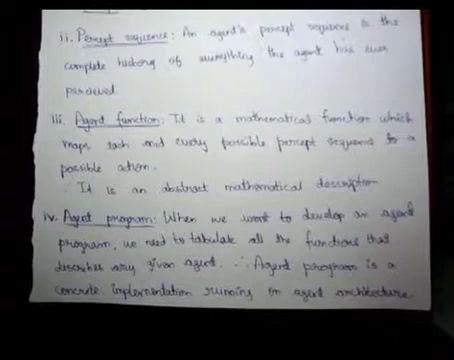 ii. Percept sequence: An agent's percept sequence is the
complete history of everything the agent has ever
perceived
iii. Agent function: It is a mathematical function which
maps each and every possible percept sequence to a
possible action.
∴ It is an abstract mathematical description
iv. Agent program: When we want to develop an agent
program, we need to tabulate all the functions that
describes any given agent. ∴ Agent program is a
concrete implementation running on agent architecture.